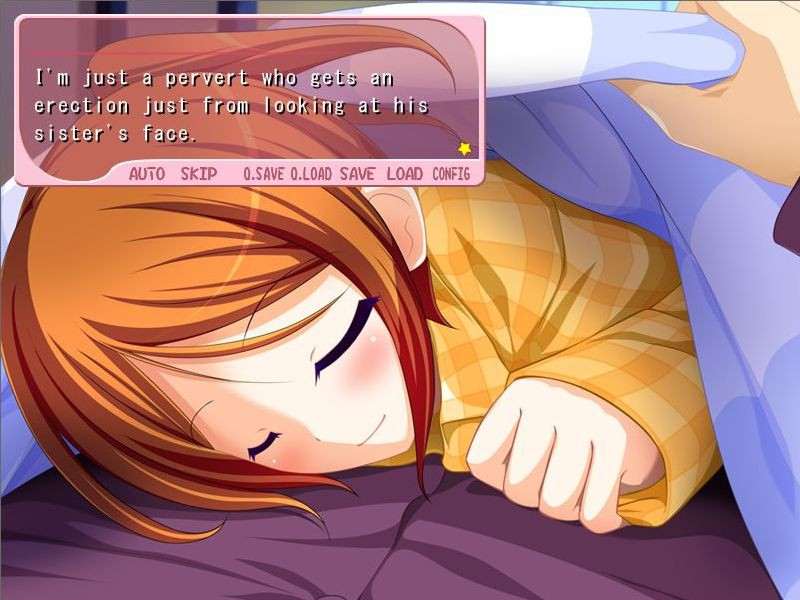 I'm just a pervert who gets an
erection just from looking at his
sister's face.
AUTO SKIP Q.SAVE Q.LOAD SAVE LOAD CONFIG